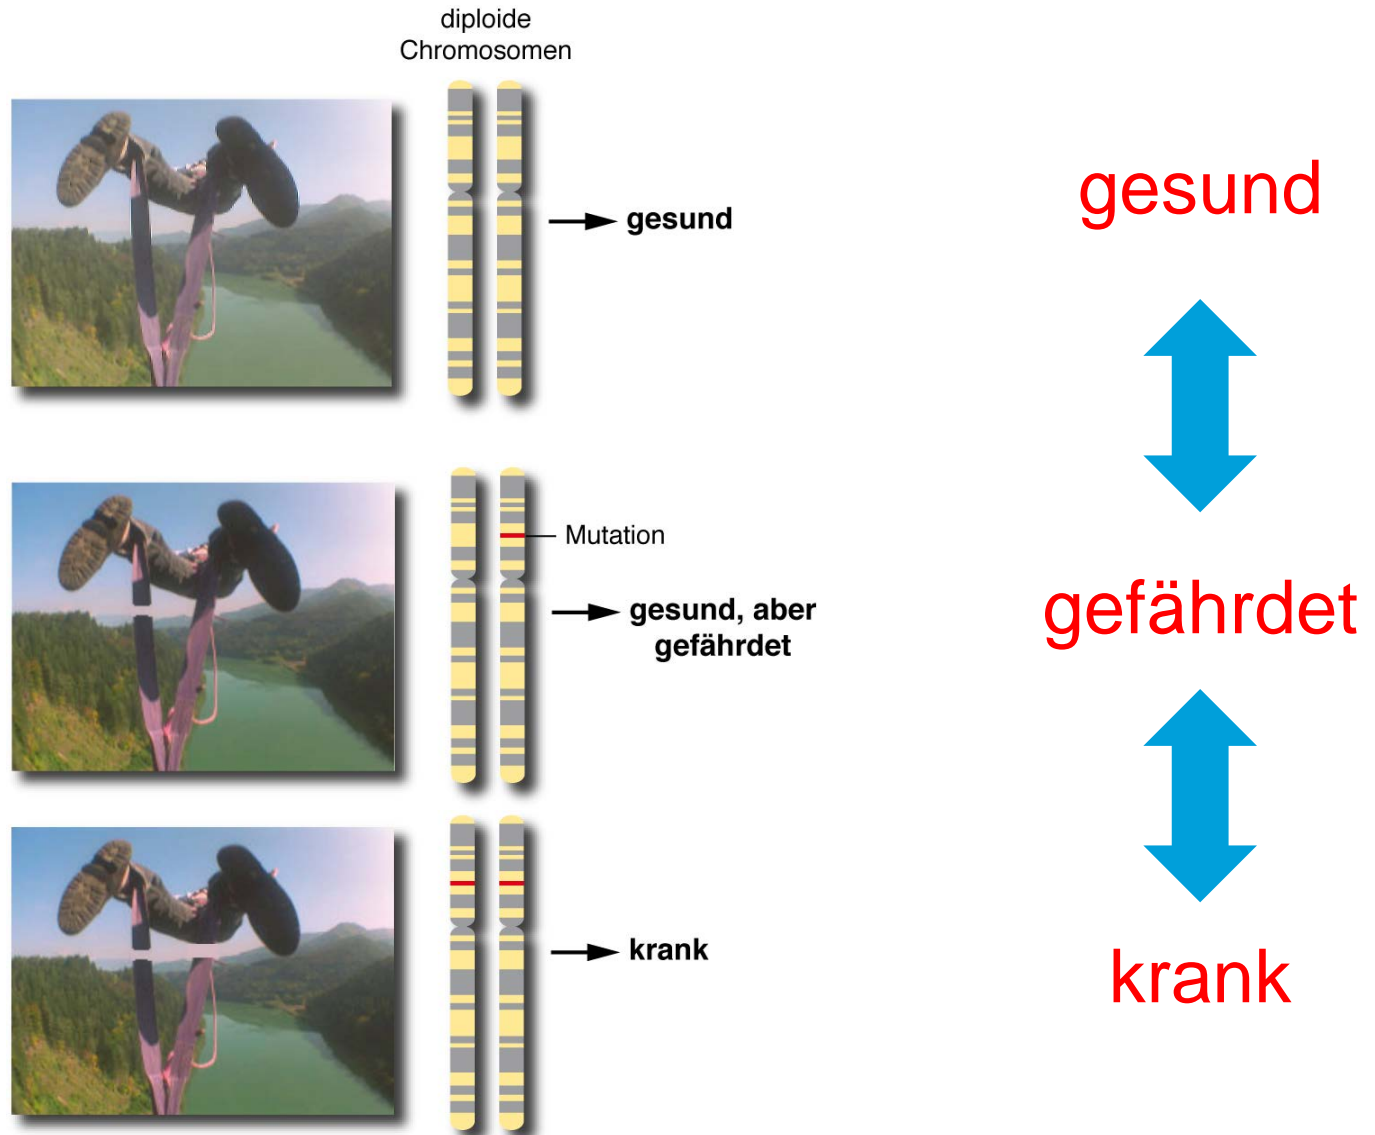 diploide
Chromosomen
gesund
gesund
Mutation
gesund, aber
gefährdet
gefährdet
krank
krank